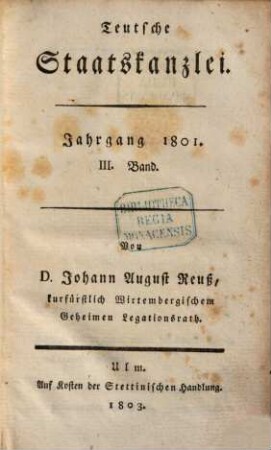 Teutsche
Staatskanzlei.
Jahrgang 1801.
III. Band.
BIBLIOTHECA
REGIA
MONACENSIS
Von
D. Johann August Reuß,
kurfürstlich Wirtembergischem
Geheimen Legationsrath.
Ulm.
Auf Kosten der Stettinischen Handlung.
1803.